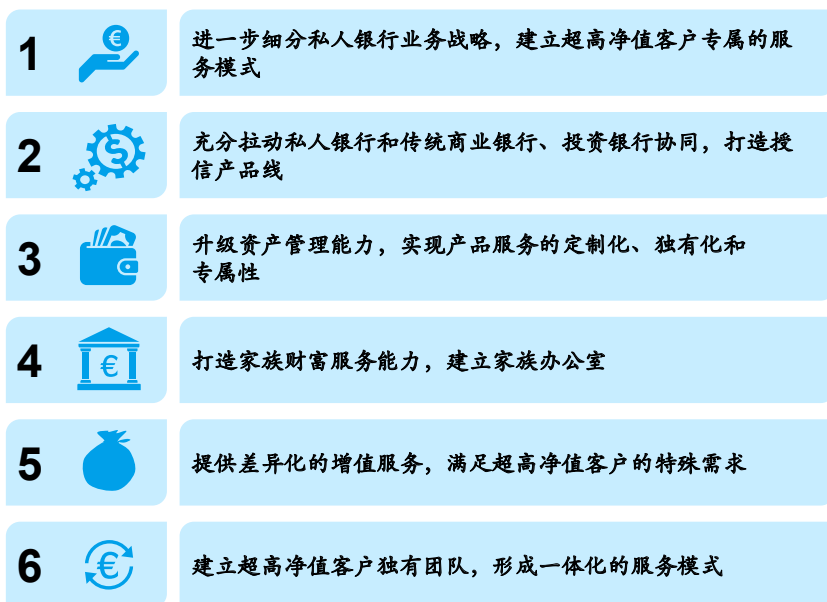 1
进一步细分私人银行业务战略，建立超高净值客户专属的服
务模式
2
充分拉动私人银行和传统商业银行、投资银行协同，打造授
信产品线
3
升级资产管理能力，实现产品服务的定制化、独有化和
专属性
4
打造家族财富服务能力，建立家族办公室
5
提供差异化的增值服务，满足超高净值客户的特殊需求
6
建立超高净值客户独有团队，形成一体化的服务模式